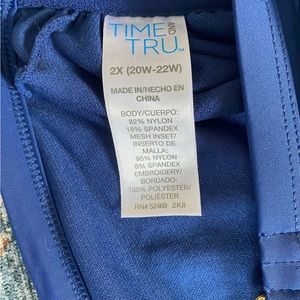 TIME AND
TRU™
2X (20W-22W)
MADE IN/HECHO EN
CHINA
BODY/CUERPO:
82% NYLON
18% SPANDEX
MESH INSET/
INSERTO DE
MALLA:
95% NYLON
5% SPANDEX
EMBROIDERY/
BORDADO:
100% POLYESTER/
POLIÉSTER
RN# 52469 2K8